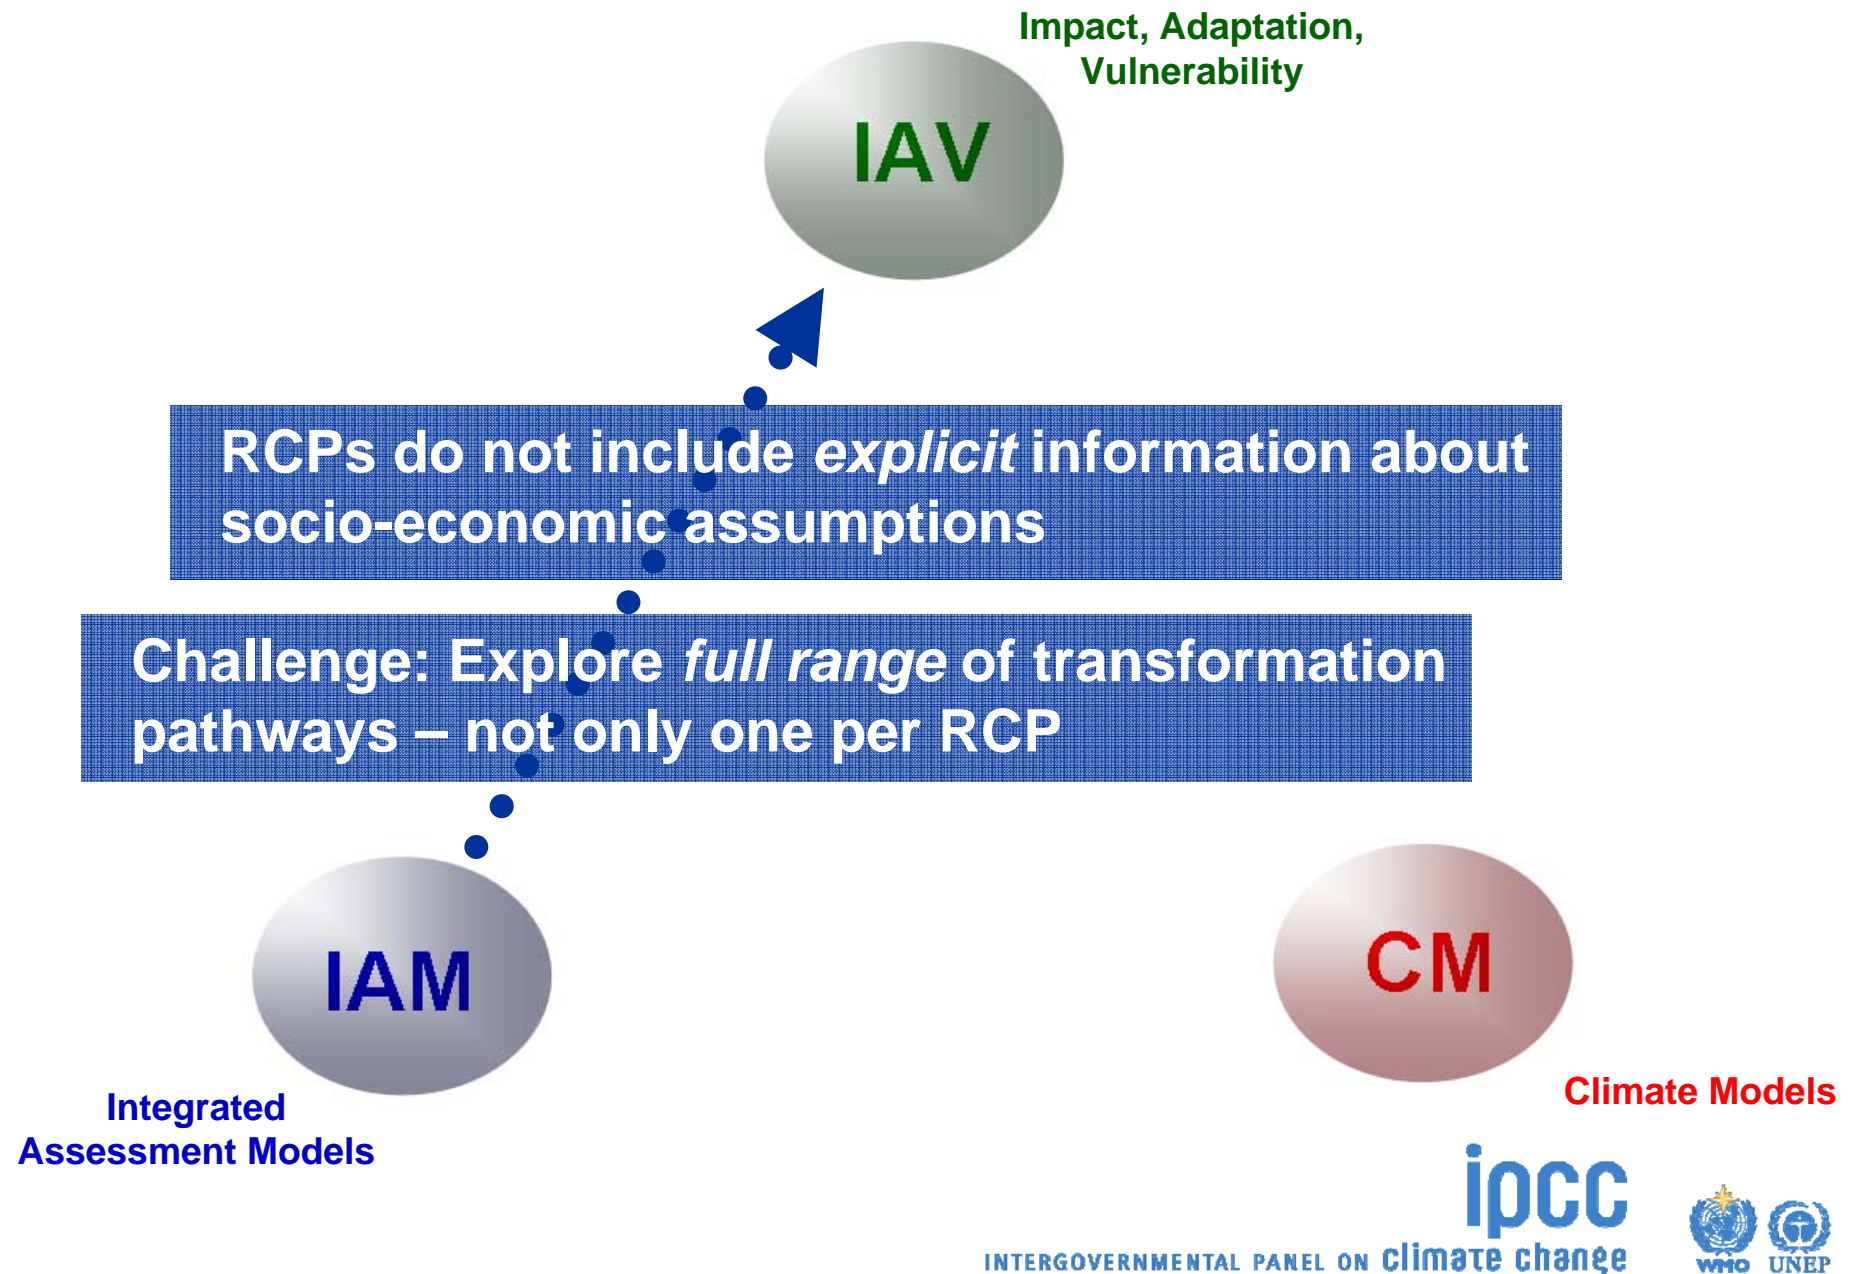 Impact, Adaptation,
Vulnerability
IAV
RCPs do not include explicit information about
socio-economic assumptions
Challenge: Explore full range of transformation
pathways – not only one per RCP
IAM
CM
Integrated
Assessment Models
Climate Models
ipcc
INTERGOVERNMENTAL PANEL ON climate change
WMO
UNEP